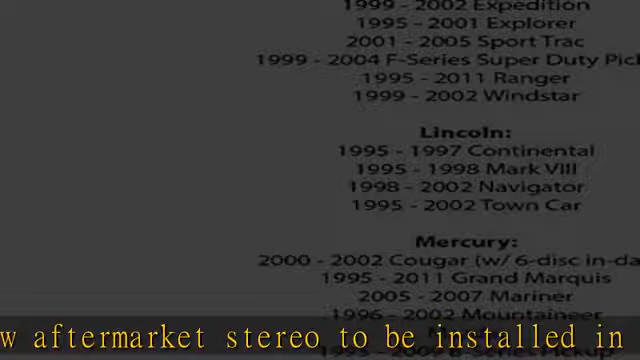 1999 - 2002 Expedition
1995 - 2001 Explorer
2001 - 2005 Sport Trac
1999 - 2004 F-Series Super Duty Pic
1995 - 2011 Ranger
1999 - 2002 Windstar
Lincoln:
1995 - 1997 Continental
1995 - 1998 Mark VIII
1998 - 2002 Navigator
1995 - 2002 Town Car
Mercury:
2000 - 2002 Cougar (w/ 6-disc in-da
1995 - 2011 Grand Marquis
2005 - 2007 Mariner
1996 - 2002 Mountaineer
w aftermarket stereo to be installed in